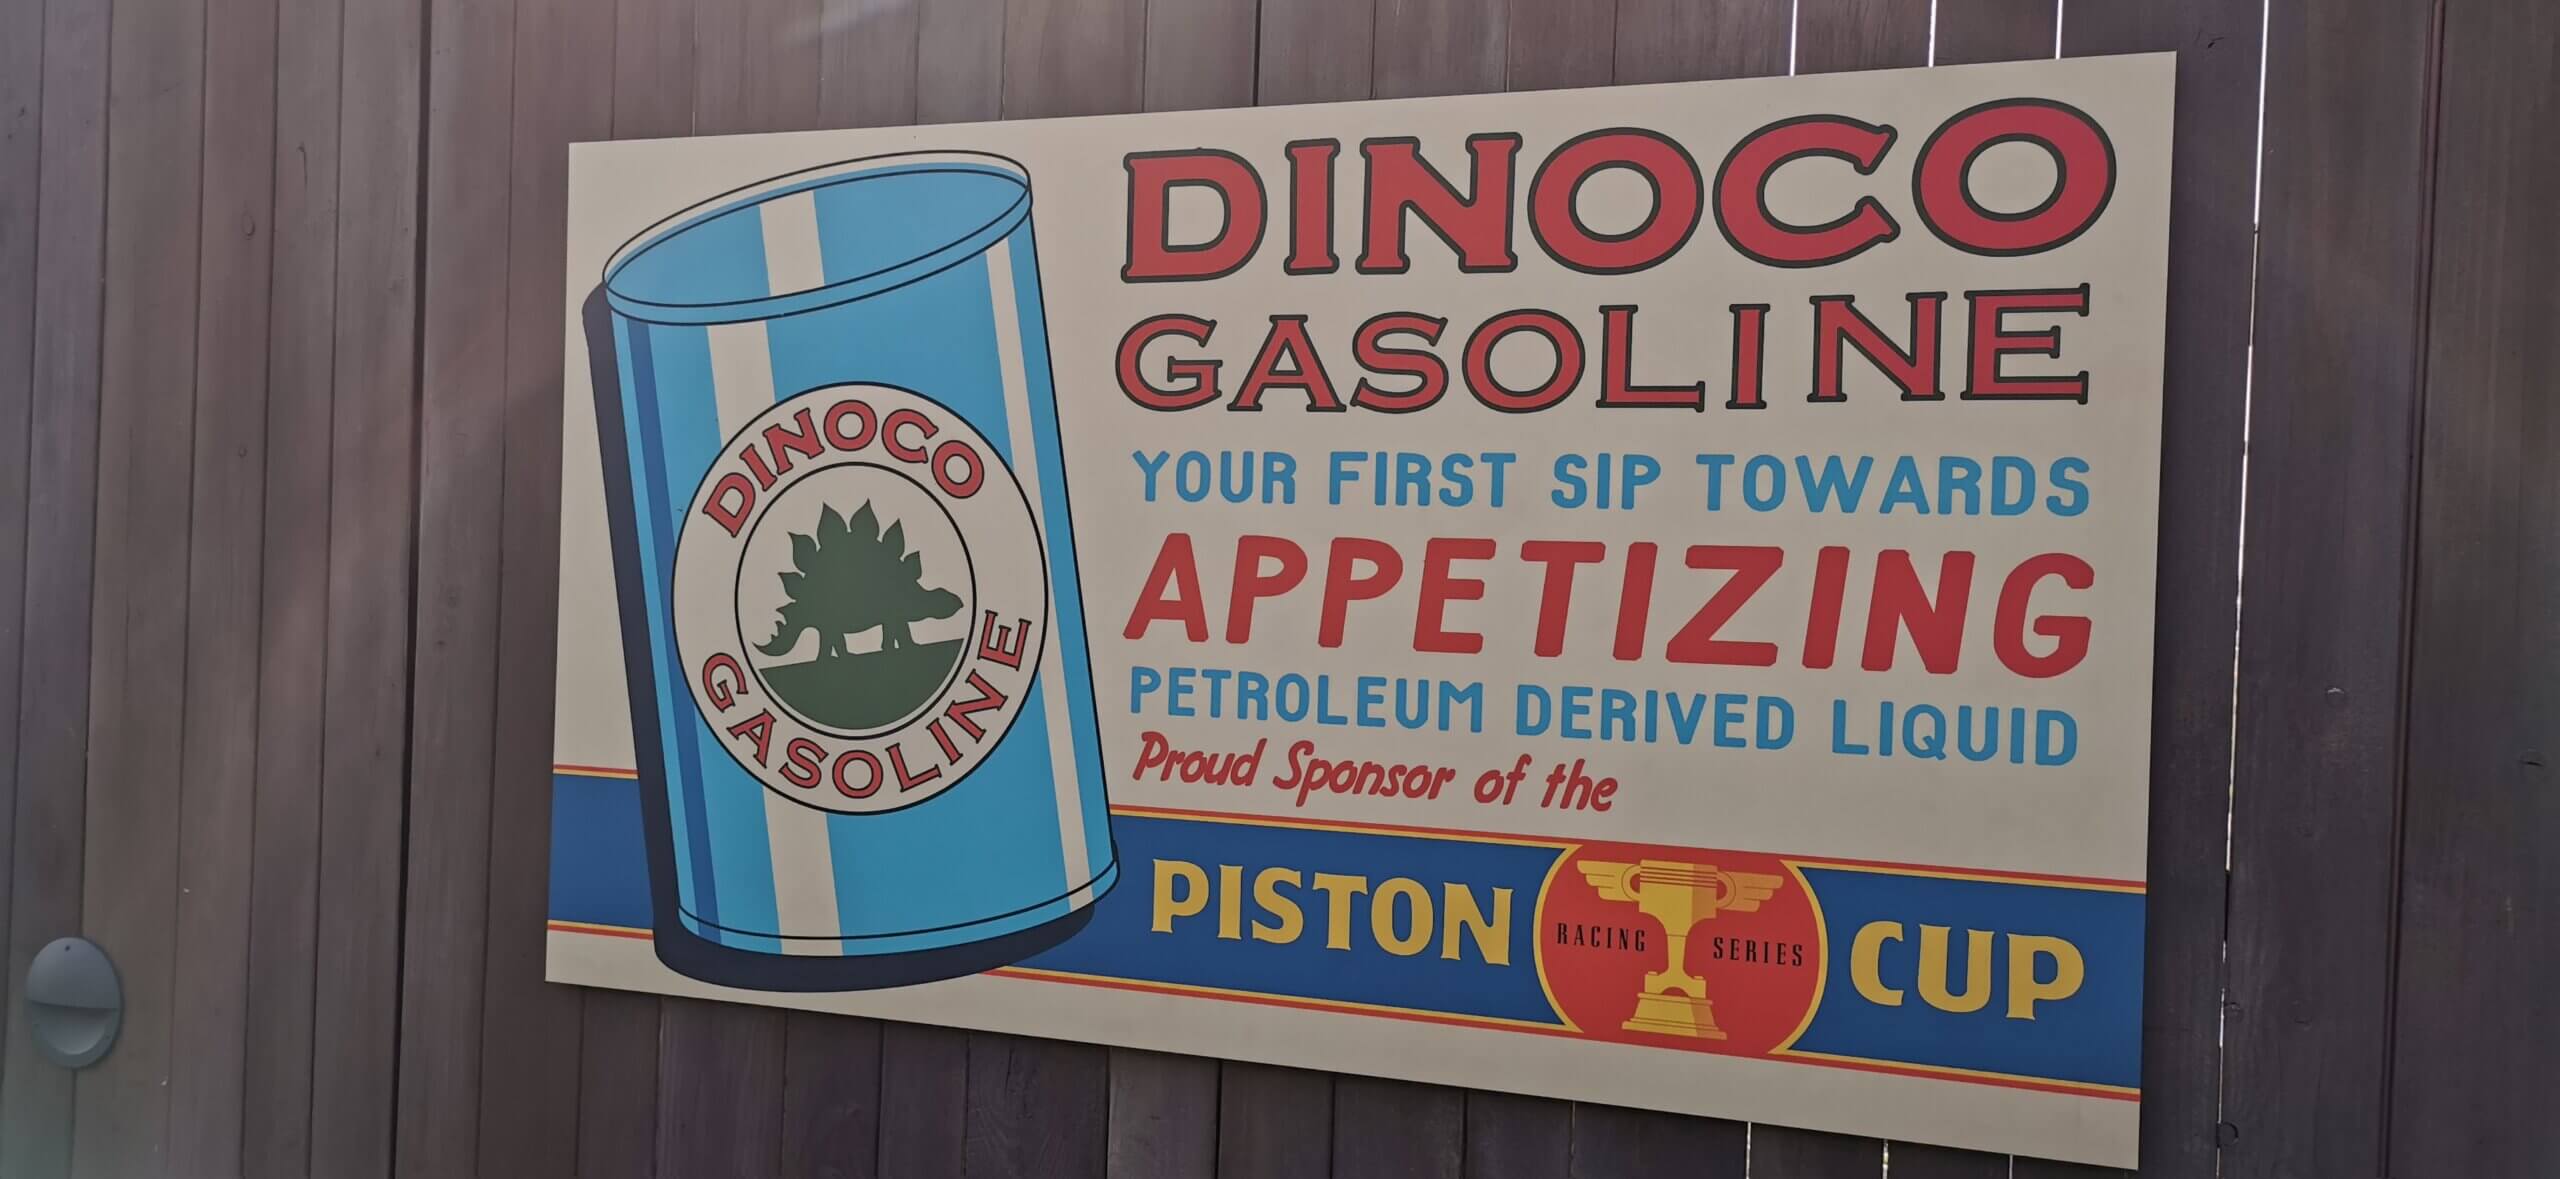 DINOCO
GASOLINE
DINOCO
GASOLINE
YOUR FIRST SIP TOWARDS
APPETIZING
PETROLEUM DERIVED LIQUID
Proud Sponsor of the
PISTON RACING SERIES CUP